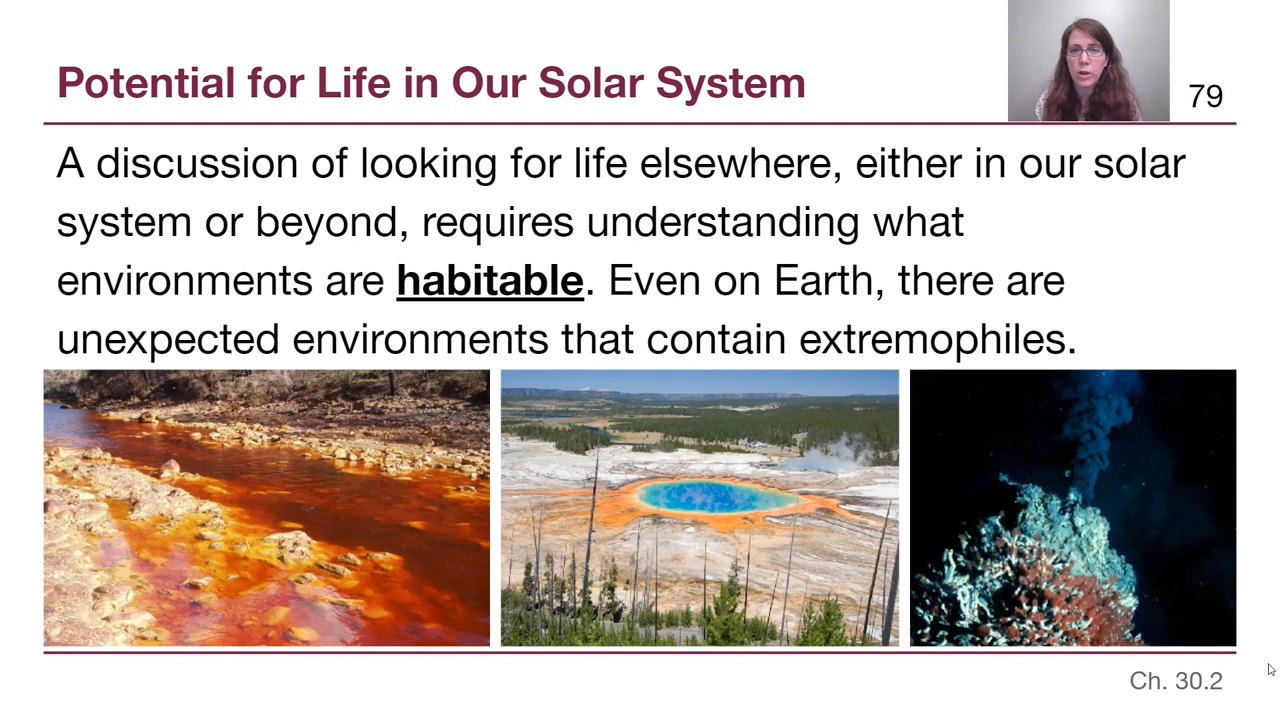 Potential for Life in Our Solar System
79
A discussion of looking for life elsewhere, either in our solar
system or beyond, requires understanding what
environments are habitable. Even on Earth, there are
unexpected environments that contain extremophiles.
Ch. 30.2